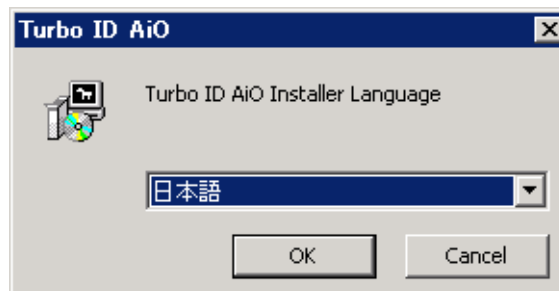 Turbo ID AiO
Turbo ID AiO Installer Language
日本語
OK
Cancel